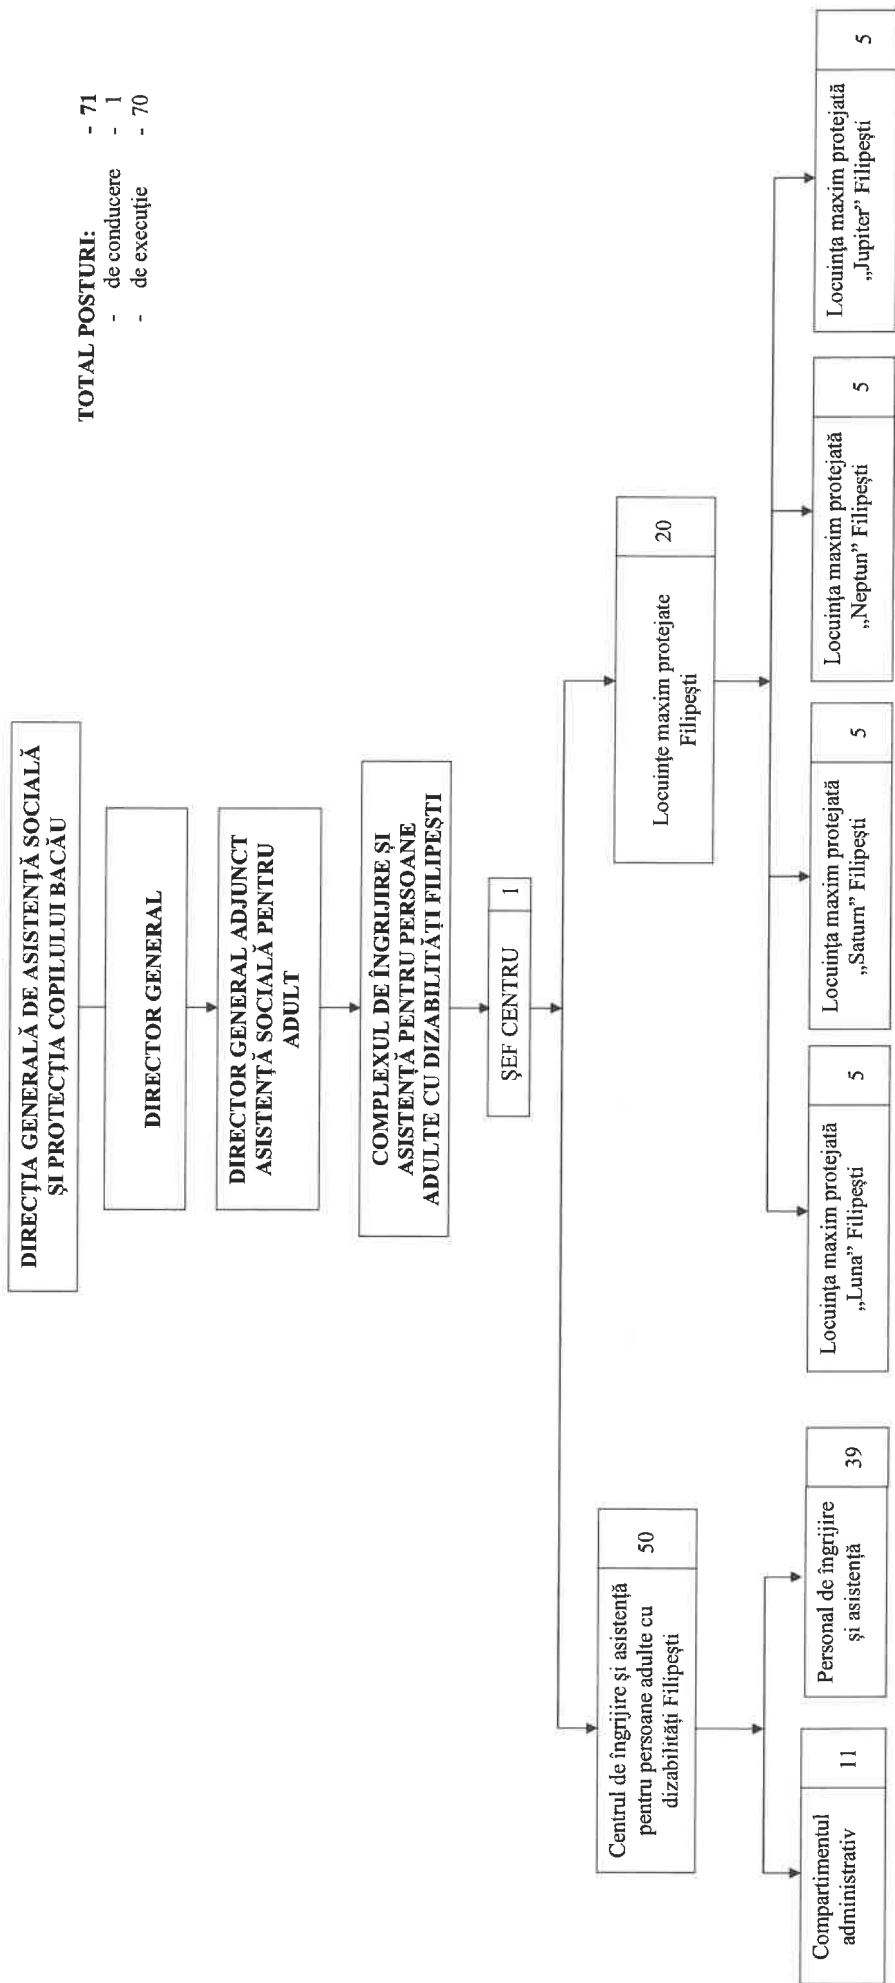 DIRECȚIA GENERALĂ DE ASISTENȚĂ SOCIALĂ
ȘI PROTECȚIA COPILULUI BACĂU
TOTAL POSTURI: - 71
- de conducere - 1
- de execuție - 70
DIRECTOR GENERAL
DIRECTOR GENERAL ADJUNCT
ASISTENȚĂ SOCIALĂ PENTRU
ADULT
COMPLEXUL DE ÎNGRIJIRE ȘI
ASISTENȚĂ PENTRU PERSOANE
ADULTE CU DIZABILITĂȚI FILIPEȘTI
ȘEF CENTRU 1
Centrul de îngrijire și asistență
pentru persoane adulte cu
dizabilități Filipești
50
Locuințe maxim protejate
Filipești
20
Compartimentul
administrativ
11
Personal de îngrijire
și asistență
39
Locuința maxim protejată
„Luna” Filipești
5
Locuința maxim protejată
„Saturn” Filipești
5
Locuința maxim protejată
„Neptun” Filipești
5
Locuința maxim protejată
„Jupiter” Filipești
5